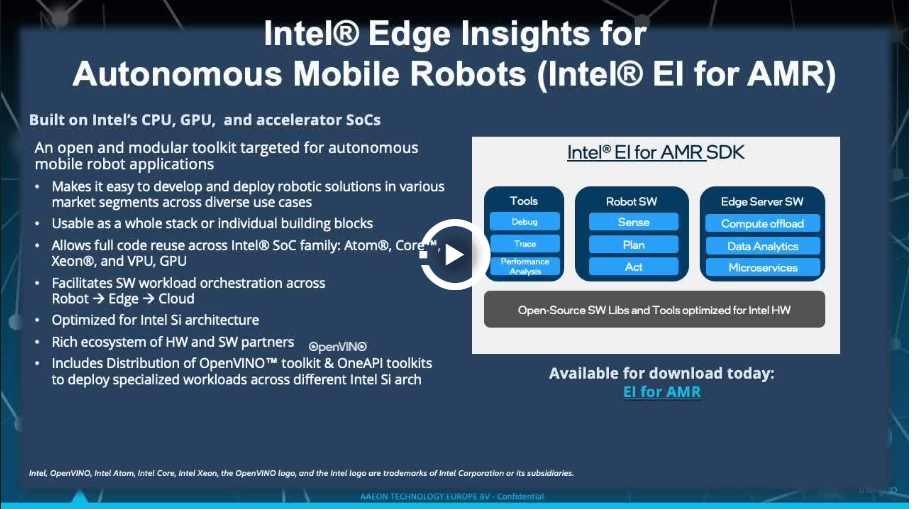 Intel® Edge Insights for
Autonomous Mobile Robots (Intel® EI for AMR)
Built on Intel's CPU, GPU, and accelerator SoCs
An open and modular toolkit targeted for autonomous
mobile robot applications
• Makes it easy to develop and deploy robotic solutions in various
market segments across diverse use cases
• Usable as a whole stack or individual building blocks
• Allows full code reuse across Intel® SoC family: Atom®, Core™,
Xeon®, and VPU, GPU
• Facilitates SW workload orchestration across
Robot → Edge → Cloud
• Optimized for Intel Si architecture
• Rich ecosystem of HW and SW partners
OpenVINO
• Includes Distribution of OpenVINO™ toolkit & OneAPI toolkits
to deploy specialized workloads across different Intel Si arch
Intel® EI for AMR SDK
Tools
Debug
Trace
Performance
Analysis
Robot SW
Sense
Plan
Act
Edge Server SW
Compute offload
Data Analytics
Microservices
Open-Source SW Libs and Tools optimized for Intel HW
Available for download today:
EI for AMR
Intel, OpenVINO, Intel Atom, Intel Core, Intel Xeon, the OpenVINO logo, and the Intel logo are trademarks of Intel Corporation or its subsidiaries.
AAEON TECHNOLOGY EUROPE BV - Confidential